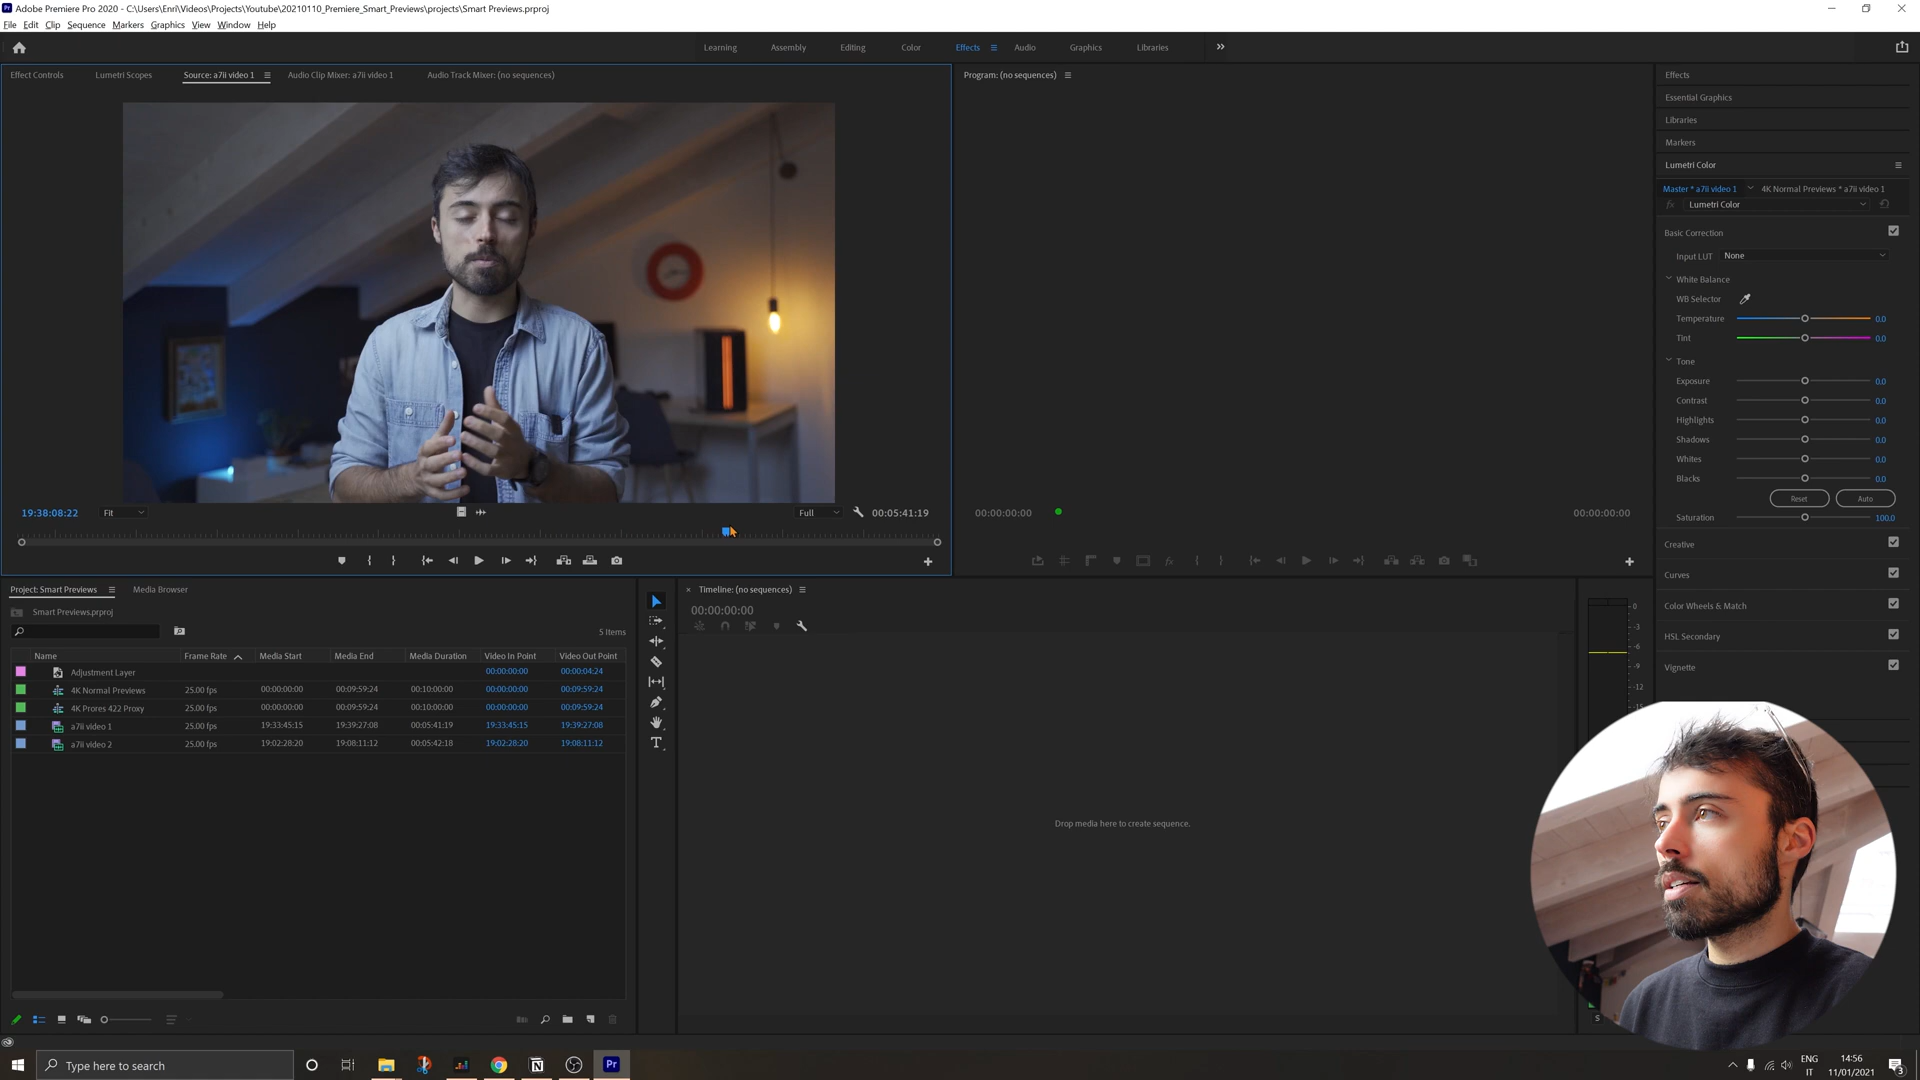 Adobe Premiere Pro 2020 - C:\Users\Enri\Videos\Projects\Youtube\20210110_Premiere_Smart_Previews\projects\Smart Previews.prproj
File Edit Clip Sequence Markers Graphics View Window Help
Learning Assembly Editing Color Effects Audio Graphics Libraries
Effect Controls Lumetri Scopes Source: a7ii video 1 Audio Clip Mixer: a7ii video 1 Audio Track Mixer: (no sequences)
Program: (no sequences)
19:38:08:22 Fit Full 00:05:41:19
00:00:00:00 00:00:00:00
Effects
Essential Graphics
Libraries
Markers
Lumetri Color
Master * a7ii video 1 4K Normal Previews * a7ii video 1
fx Lumetri Color
Basic Correction
Input LUT None
White Balance
WB Selector
Temperature 0.0
Tint 0.0
Tone
Exposure 0.0
Contrast 0.0
Highlights 0.0
Shadows 0.0
Whites 0.0
Blacks 0.0
Reset Auto
Saturation 100.0
Creative
Curves
Color Wheels & Match
HSL Secondary
Vignette
Project: Smart Previews Media Browser
Smart Previews.prproj
5 Items
Name Frame Rate Media Start Media End Media Duration Video In Point Video Out Point
Adjustment Layer 00:00:00:00 00:00:04:24
4K Normal Previews 25.00 fps 00:00:00:00 00:09:59:24 00:10:00:00 00:00:00:00 00:09:59:24
4K Prores 422 Proxy 25.00 fps 00:00:00:00 00:09:59:24 00:10:00:00 00:00:00:00 00:09:59:24
a7ii video 1 25.00 fps 19:33:45:15 19:39:27:08 00:05:41:19 19:33:45:15 19:39:27:08
a7ii video 2 25.00 fps 19:02:28:20 19:08:11:12 00:05:42:18 19:02:28:20 19:08:11:12
Timeline: (no sequences)
00:00:00:00
Drop media here to create sequence.
0
-3
-6
-9
-12
S
Type here to search
Pr
ENG
IT
14:56
11/01/2021
3